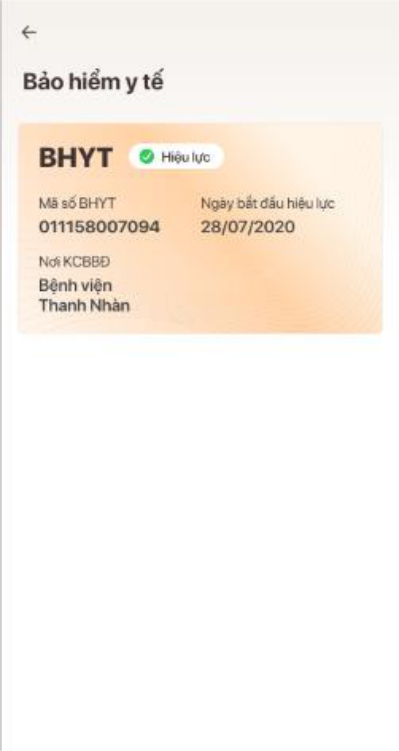 Bảo hiểm y tế
BHYT Hiệu lực
Mã số BHYT Ngày bắt đầu hiệu lực
011158007094 28/07/2020
Nơi KCBBĐ
Bệnh viện
Thanh Nhàn